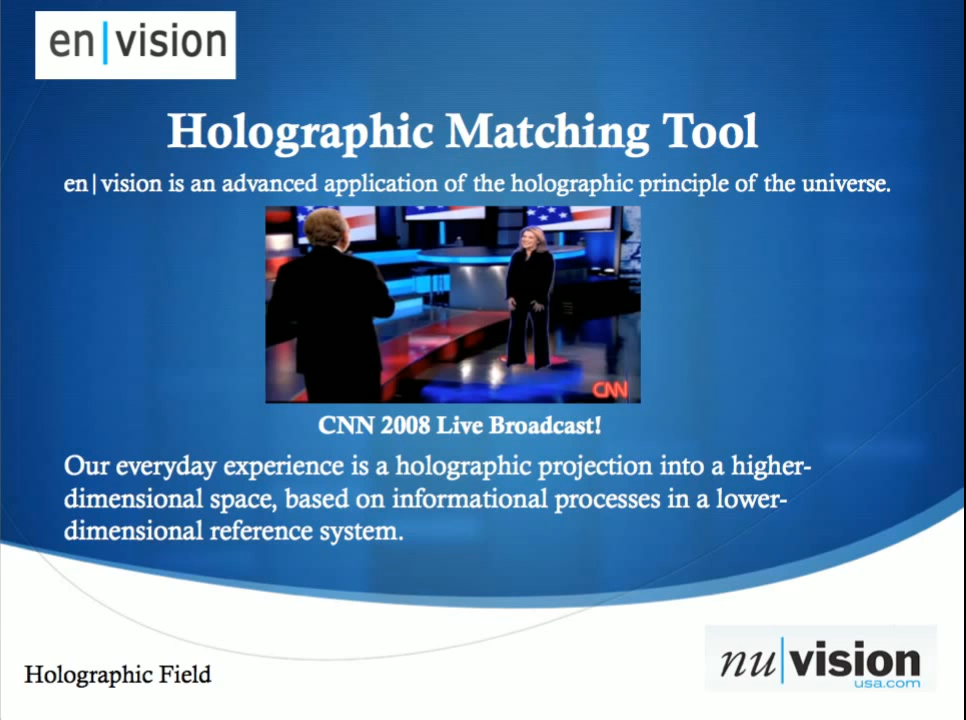 en|vision
Holographic Matching Tool
en|vision is an advanced application of the holographic principle of the universe.
CNN
CNN 2008 Live Broadcast!
Our everyday experience is a holographic projection into a higher-
dimensional space, based on informational processes in a lower-
dimensional reference system.
Holographic Field
nu|vision
usa.com